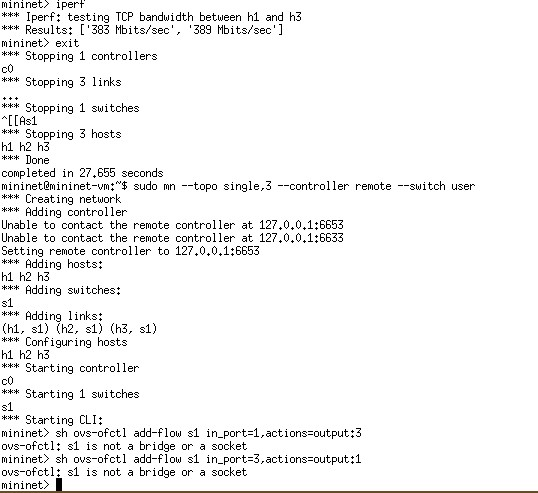 mininet> iperf
*** Iperf: testing TCP bandwidth between h1 and h3
*** Results: ['383 Mbits/sec', '389 Mbits/sec']
mininet> exit
*** Stopping 1 controllers
c0
*** Stopping 3 links
...
*** Stopping 1 switches
^[[As1
*** Stopping 3 hosts
h1 h2 h3
*** Done
completed in 27.655 seconds
mininet@mininet-vm:~$ sudo mn --topo single,3 --controller remote --switch user
*** Creating network
*** Adding controller
Unable to contact the remote controller at 127.0.0.1:6653
Unable to contact the remote controller at 127.0.0.1:6633
Setting remote controller to 127.0.0.1:6653
*** Adding hosts:
h1 h2 h3
*** Adding switches:
s1
*** Adding links:
(h1, s1) (h2, s1) (h3, s1)
*** Configuring hosts
h1 h2 h3
*** Starting controller
c0
*** Starting 1 switches
s1
*** Starting CLI:
mininet> sh ovs-ofctl add-flow s1 in_port=1,actions=output:3
ovs-ofctl: s1 is not a bridge or a socket
mininet> sh ovs-ofctl add-flow s1 in_port=3,actions=output:1
ovs-ofctl: s1 is not a bridge or a socket
mininet>